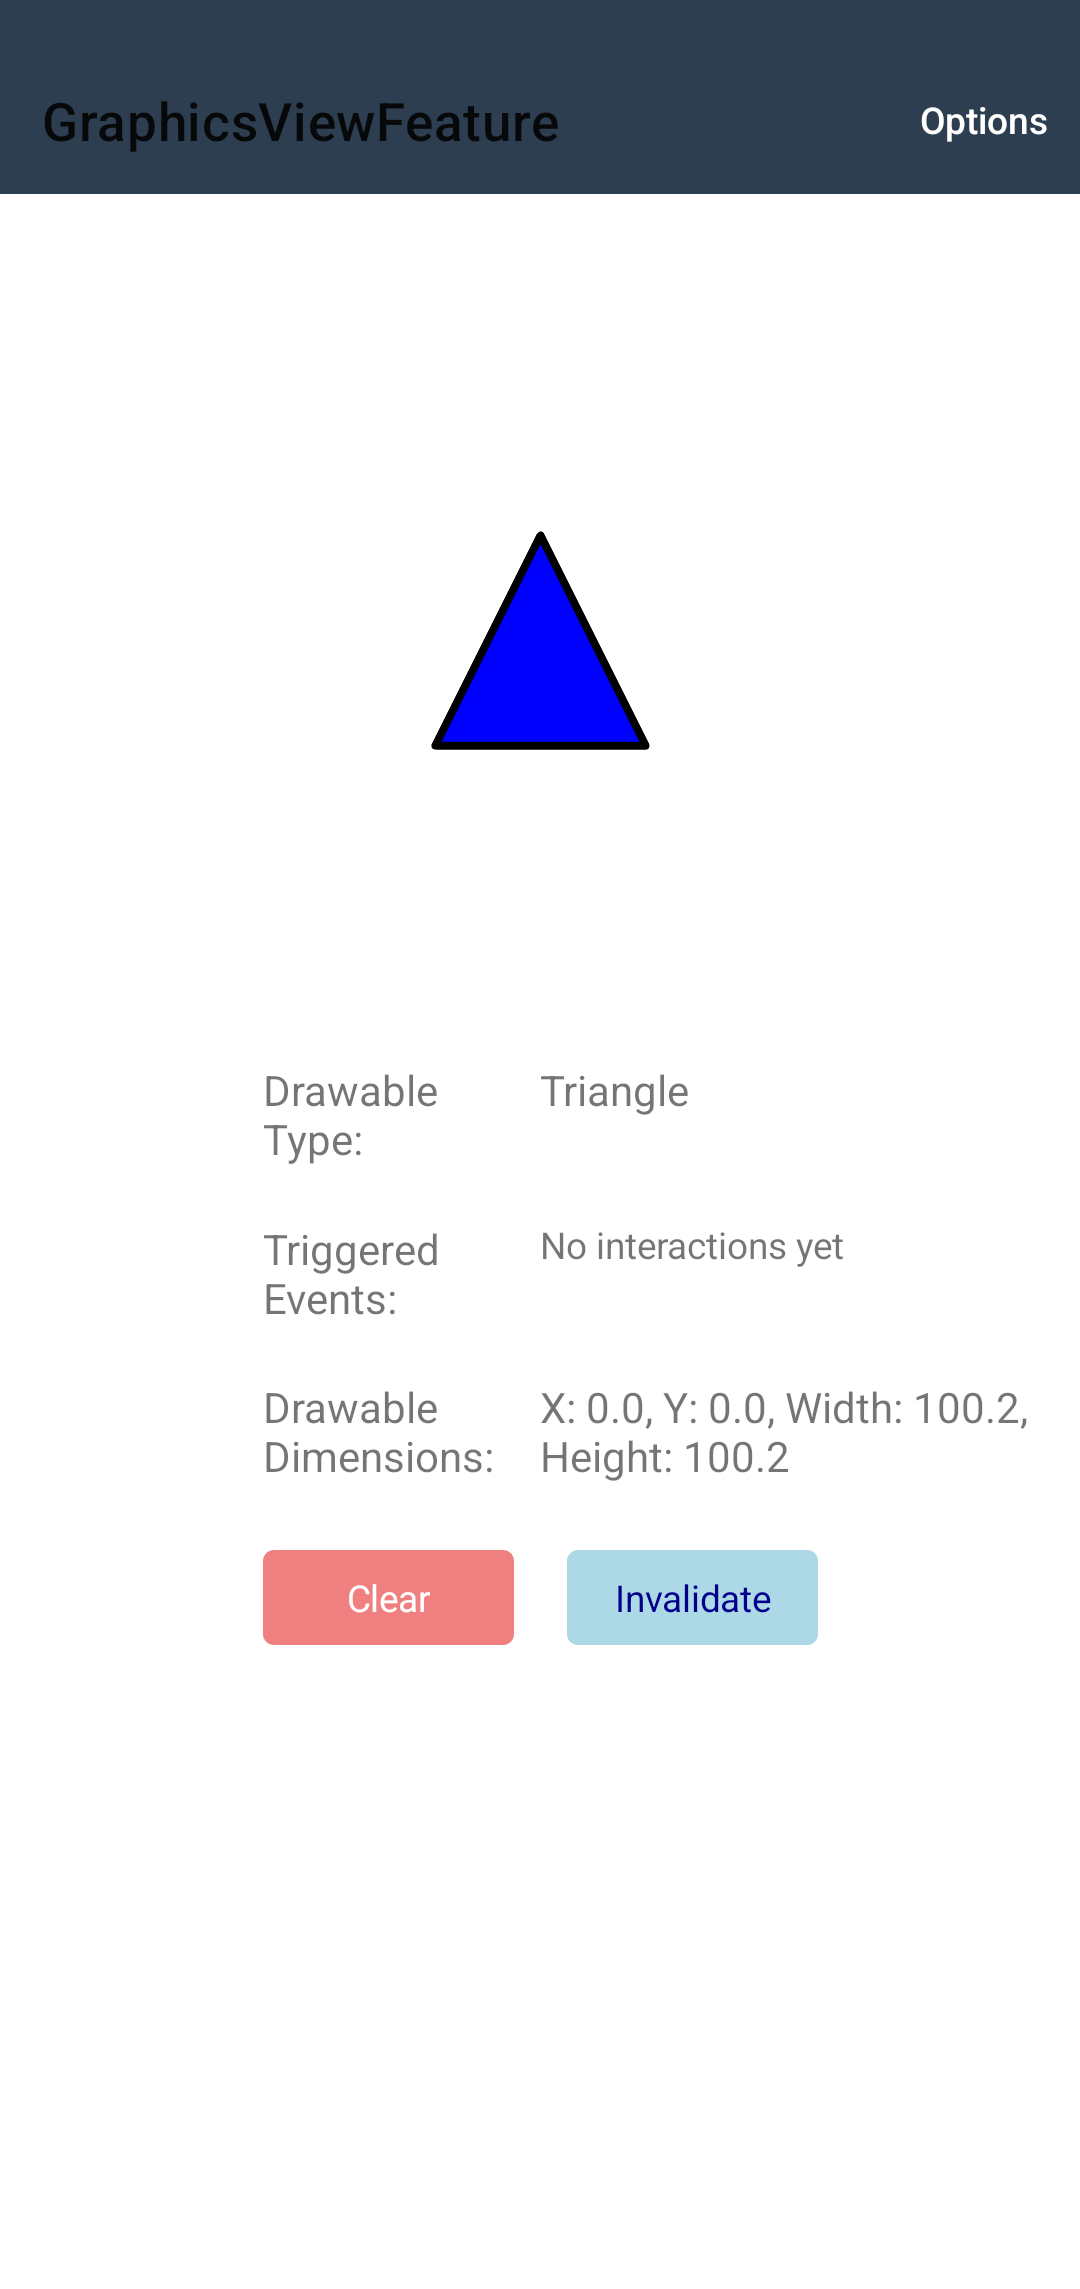 GraphicsViewFeature
Options
Drawable
Type:
Triangle
Triggered
Events:
No interactions yet
Drawable
Dimensions:
X: 0.0, Y: 0.0, Width: 100.2,
Height: 100.2
Clear
Invalidate